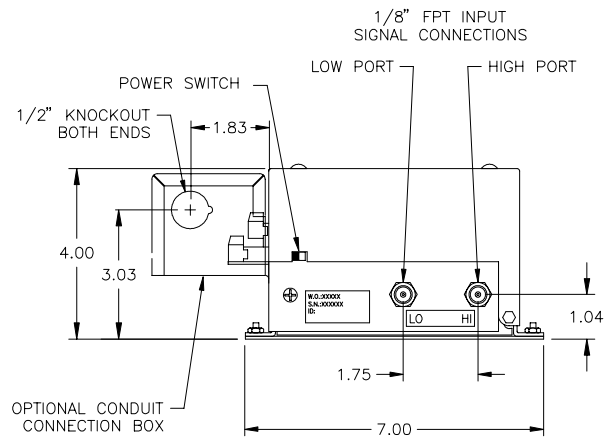 1/8" FPT INPUT
SIGNAL CONNECTIONS
LOW PORT
HIGH PORT
POWER SWITCH
1/2" KNOCKOUT
BOTH ENDS
1.83
4.00
3.03
W.O.:XXXXX
S.N.:XXXXXX
ID:
LO HI
1.04
1.75
7.00
OPTIONAL CONDUIT
CONNECTION BOX